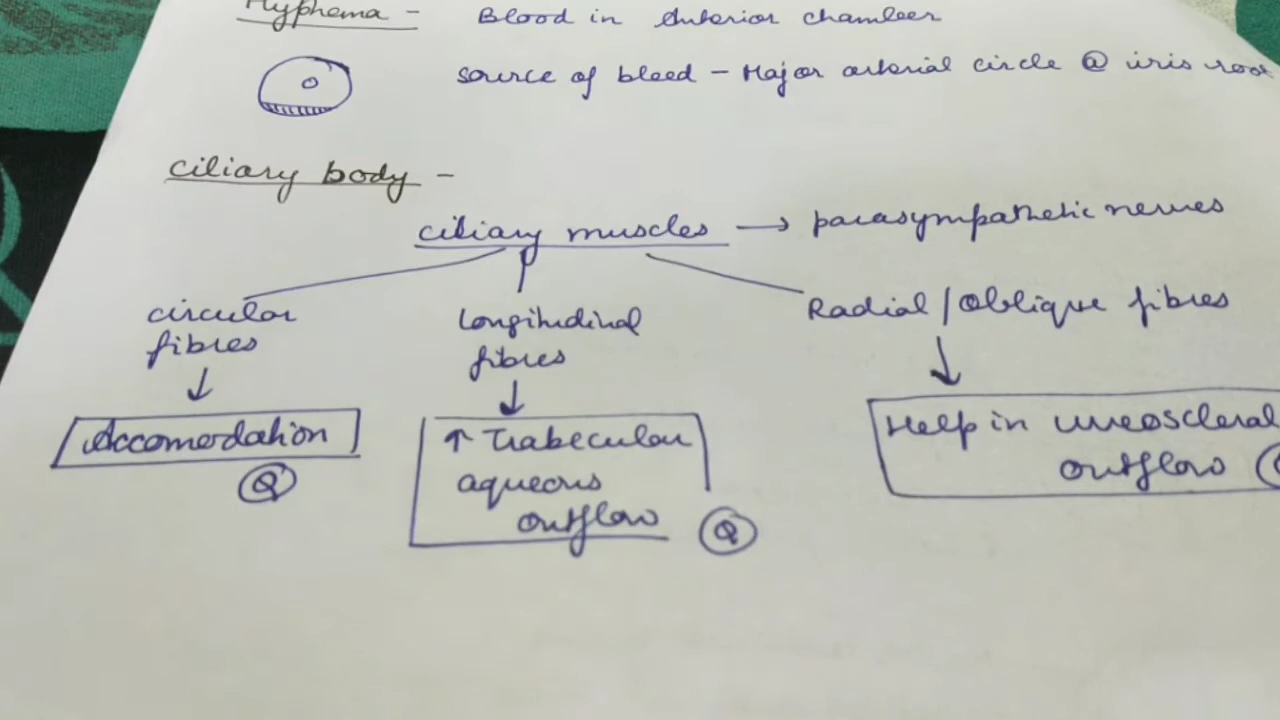 Hyphema - Blood in Anterior chamber
source of bleed - Major arterial circle @ iris root
ciliary body -
ciliary muscles → parasympathetic nerves
circular fibres
Longitudinal fibres
Radial / oblique fibres
↓
↓
↓
Accomodation
Q
↑ Trabecular
aqueous
outflow
Q
Help in uveoscleral
outflow